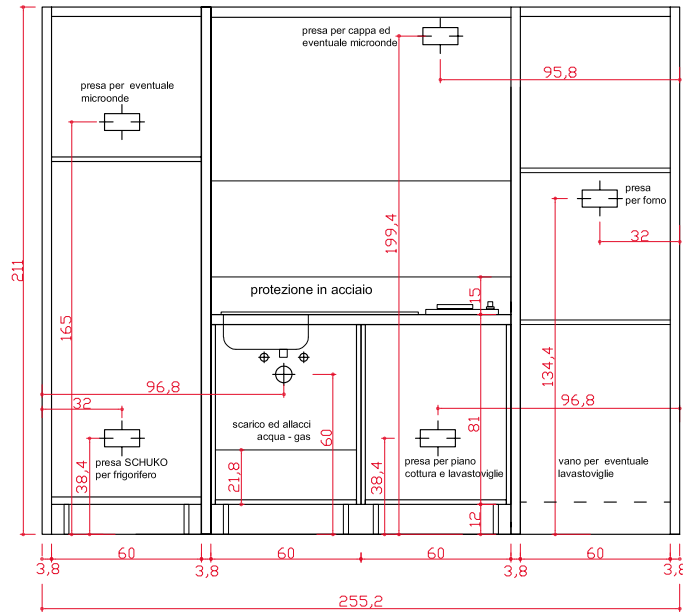 presa per cappa ed
eventuale microonde
95,8
presa per eventuale
microonde
presa
per forno
32
199,4
211
165
protezione in acciaio
15
134,4
96,8
32
96,8
scarico ed allacci
acqua - gas
60
81
presa SCHUKO
per frigorifero
38,4
21,8
38,4
presa per piano
cottura e lavastoviglie
vano per eventuale
lavastoviglie
12
3,8
60
3,8
60
60
3,8
60
3,8
255,2